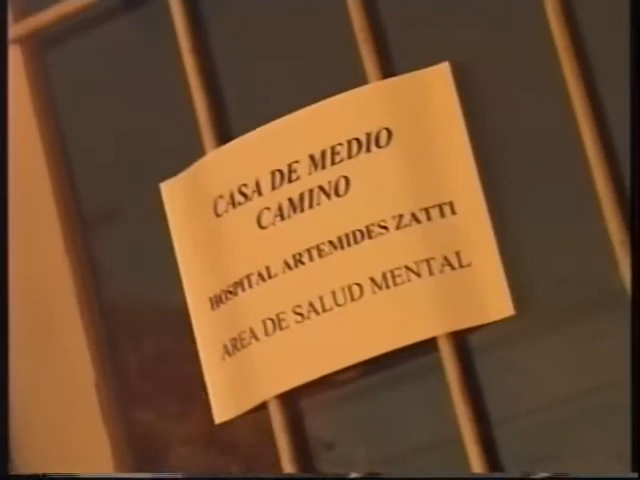 CASA DE MEDIO
CAMINO
HOSPITAL ARTEMIDES ZATTI
AREA DE SALUD MENTAL